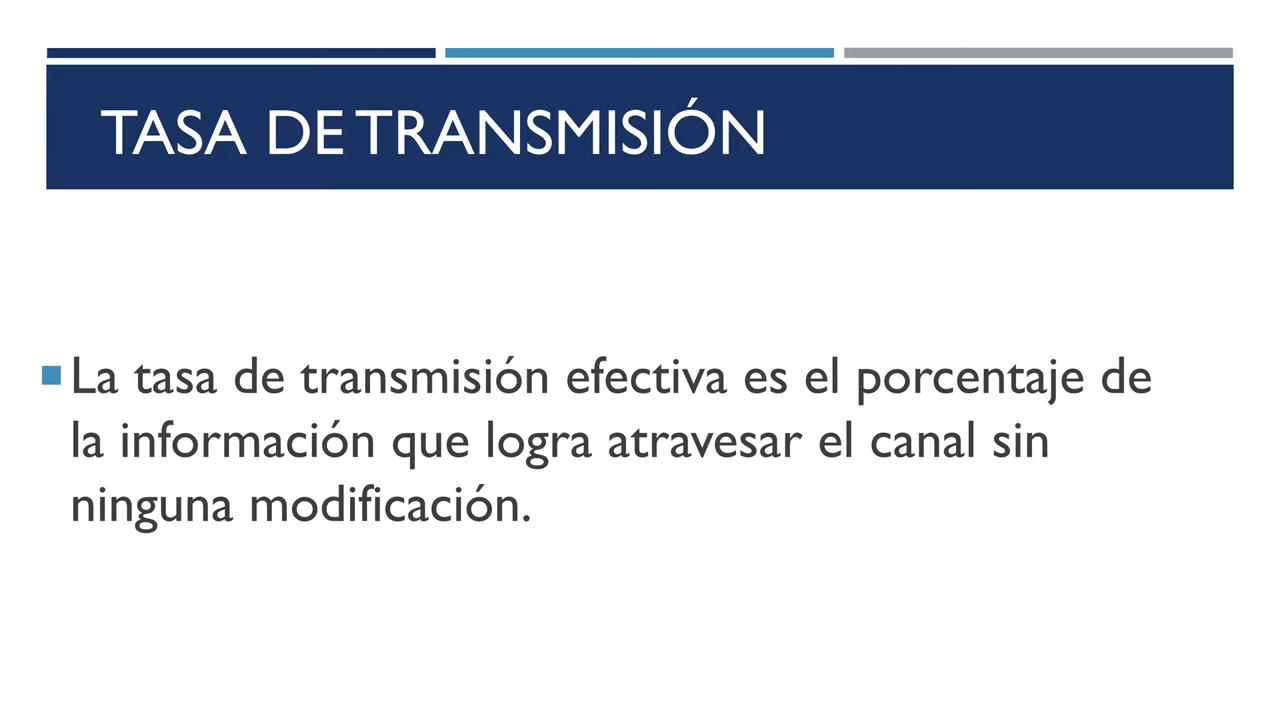 TASA DE TRANSMISIÓN
La tasa de transmisión efectiva es el porcentaje de
la información que logra atravesar el canal sin
ninguna modificación.